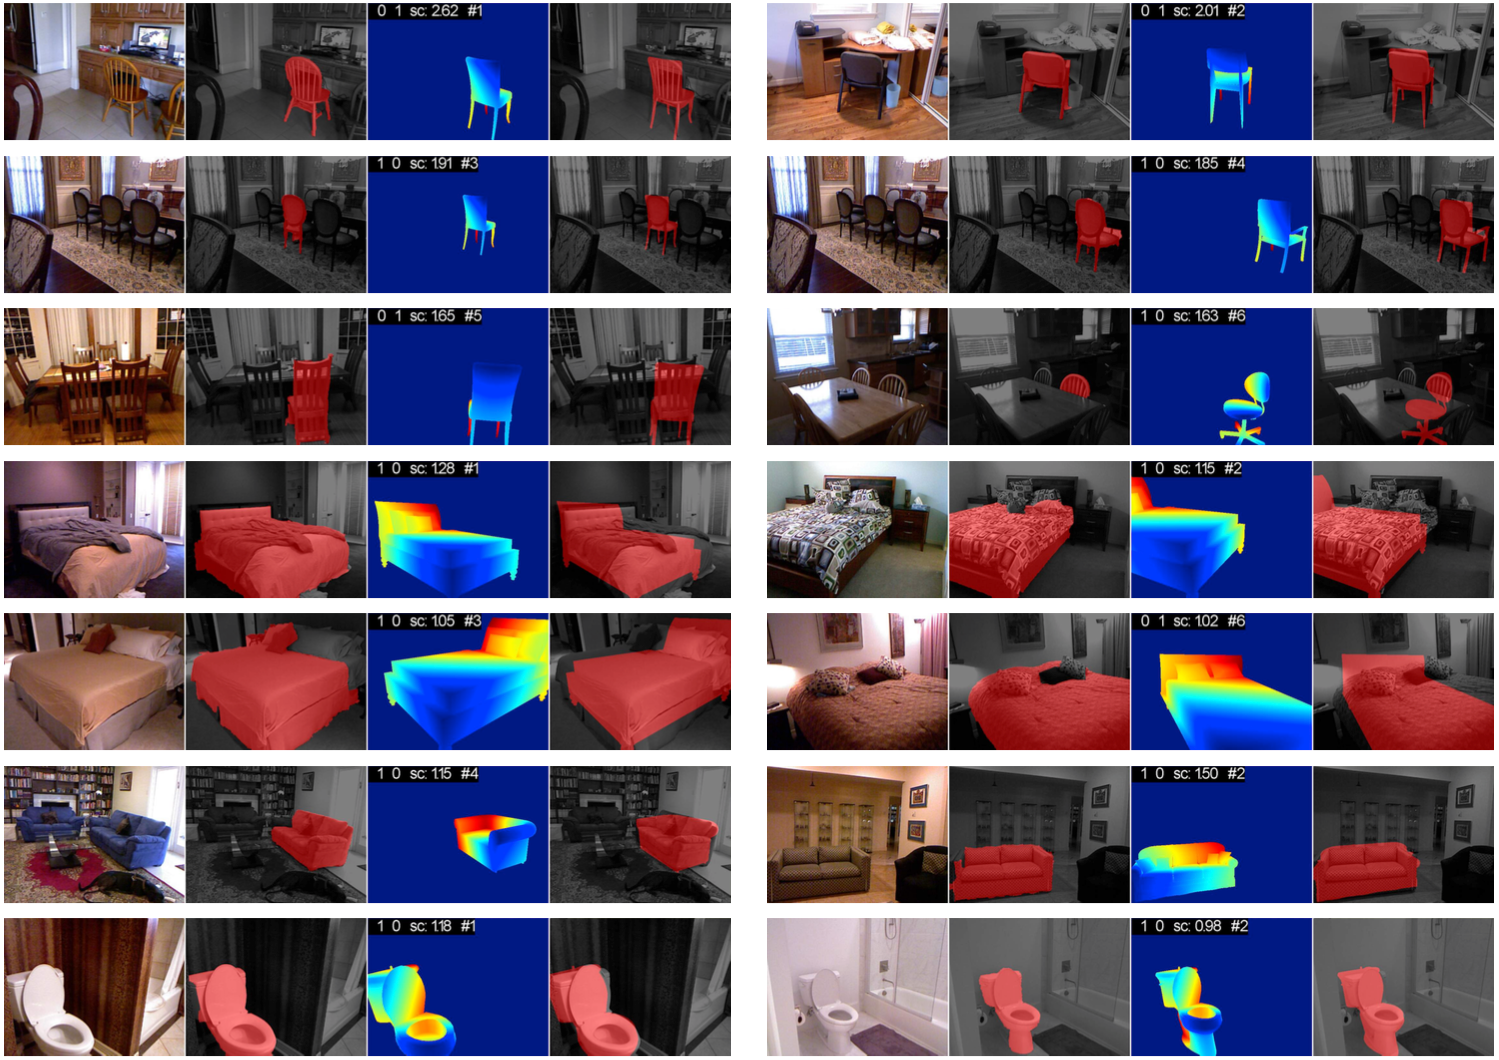 0 1 sc: 2.62 #1
0 1 sc: 2.01 #2
1 0 sc: 1.91 #3
1 0 sc: 1.85 #4
0 1 sc: 1.65 #5
1 0 sc: 1.63 #6
1 0 sc: 1.28 #1
1 0 sc: 1.15 #2
1 0 sc: 1.05 #3
0 1 sc: 1.02 #6
1 0 sc: 1.15 #4
1 0 sc: 1.50 #2
1 0 sc: 1.18 #1
1 0 sc: 0.98 #2